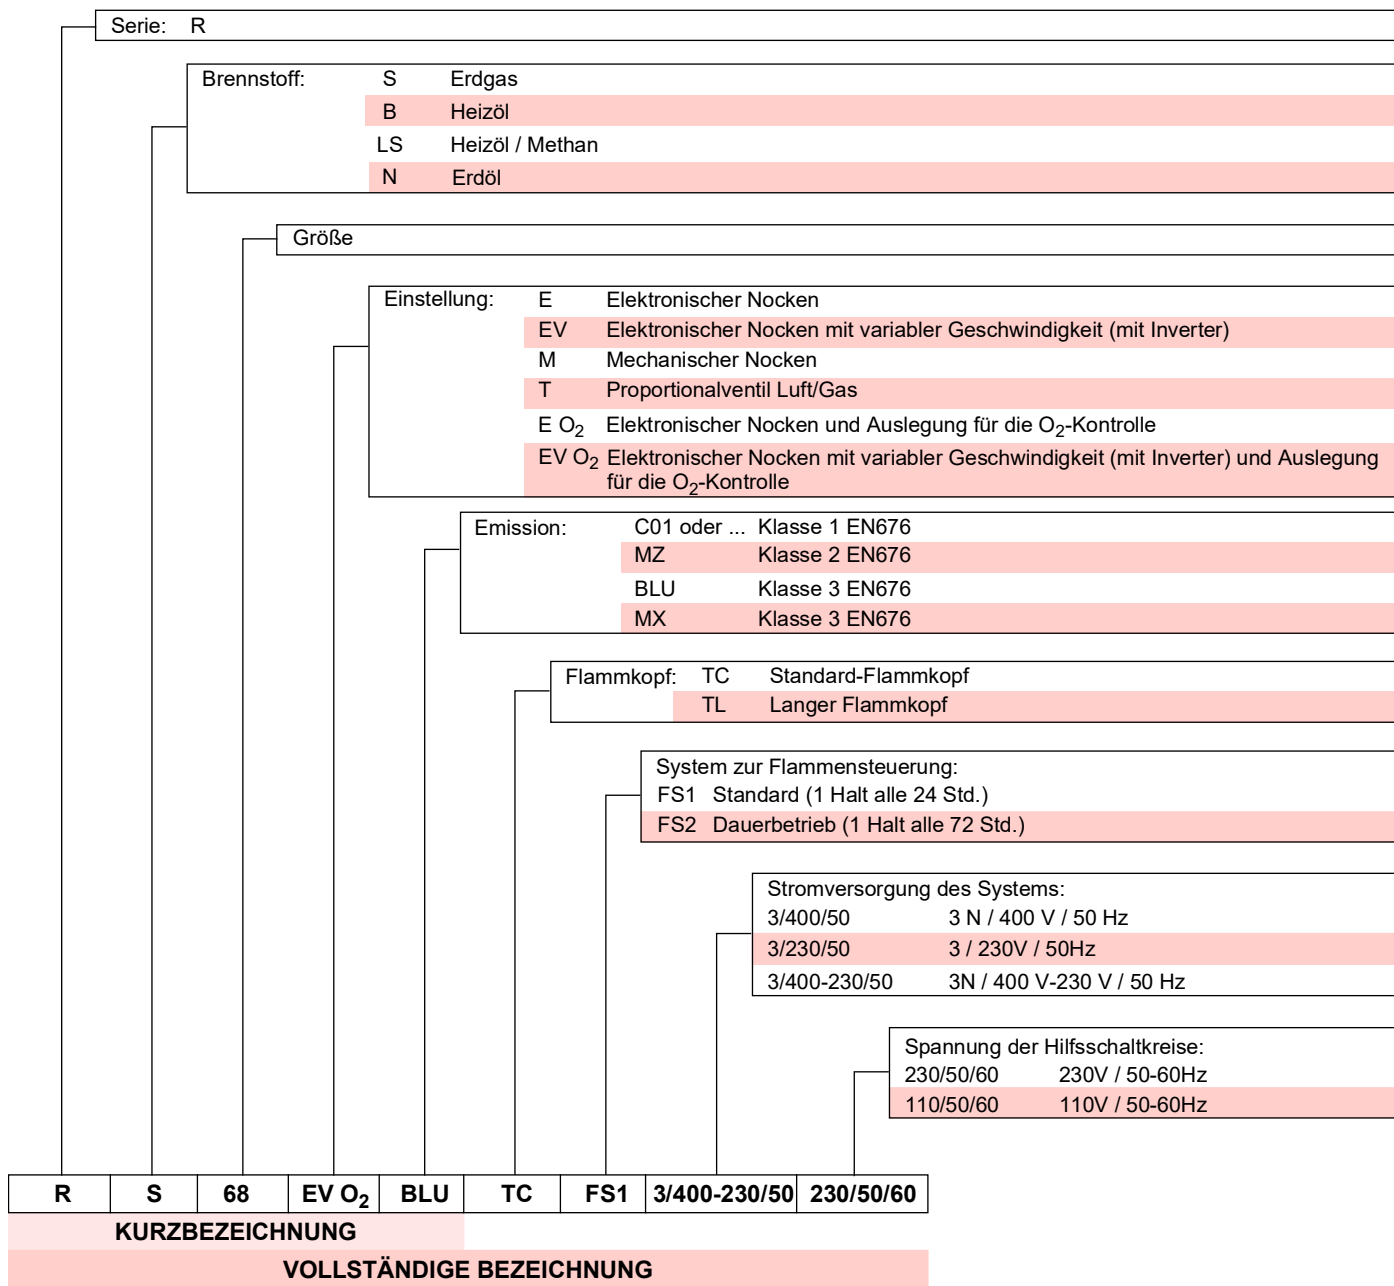 Serie: R
Brennstoff: S Erdgas
B Heizöl
LS Heizöl / Methan
N Erdöl
Größe
Einstellung: E Elektronischer Nocken
EV Elektronischer Nocken mit variabler Geschwindigkeit (mit Inverter)
M Mechanischer Nocken
T Proportionalventil Luft/Gas
E O2 Elektronischer Nocken und Auslegung für die O2-Kontrolle
EV O2 Elektronischer Nocken mit variabler Geschwindigkeit (mit Inverter) und Auslegung
für die O2-Kontrolle
Emission: C01 oder ... Klasse 1 EN676
MZ Klasse 2 EN676
BLU Klasse 3 EN676
MX Klasse 3 EN676
Flammkopf: TC Standard-Flammkopf
TL Langer Flammkopf
System zur Flammensteuerung:
FS1 Standard (1 Halt alle 24 Std.)
FS2 Dauerbetrieb (1 Halt alle 72 Std.)
Stromversorgung des Systems:
3/400/50 3 N / 400 V / 50 Hz
3/230/50 3 / 230V / 50Hz
3/400-230/50 3N / 400 V-230 V / 50 Hz
Spannung der Hilfsschaltkreise:
230/50/60 230V / 50-60Hz
110/50/60 110V / 50-60Hz
R S 68 EV O2 BLU TC FS1 3/400-230/50 230/50/60
KURZBEZEICHNUNG
VOLLSTÄNDIGE BEZEICHNUNG